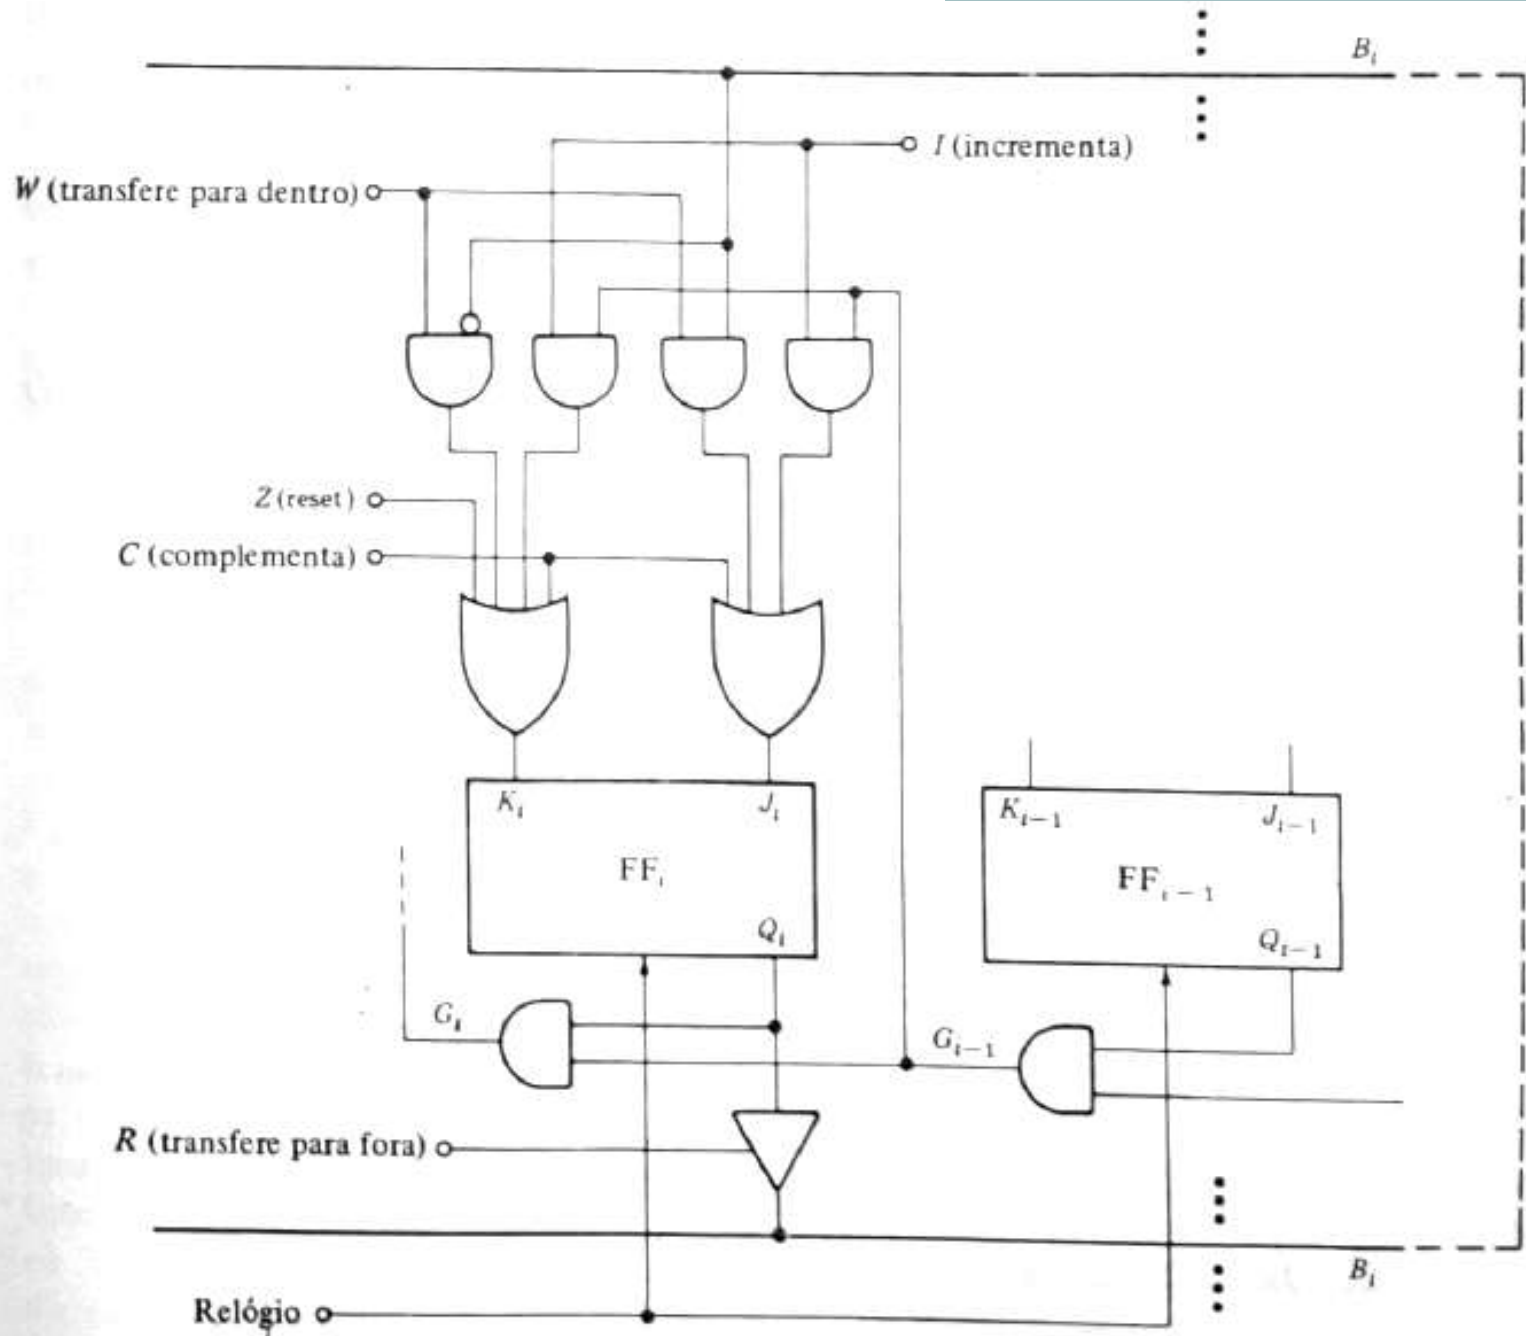 B_i
I (incrementa)
W (transfere para dentro)
Z (reset)
C (complementa)
K_i
J_i
K_{i-1}
J_{i-1}
FF_i
FF_{i-1}
Q_i
Q_{i-1}
G_i
G_{i-1}
R (transfere para fora)
B_i
Relógio